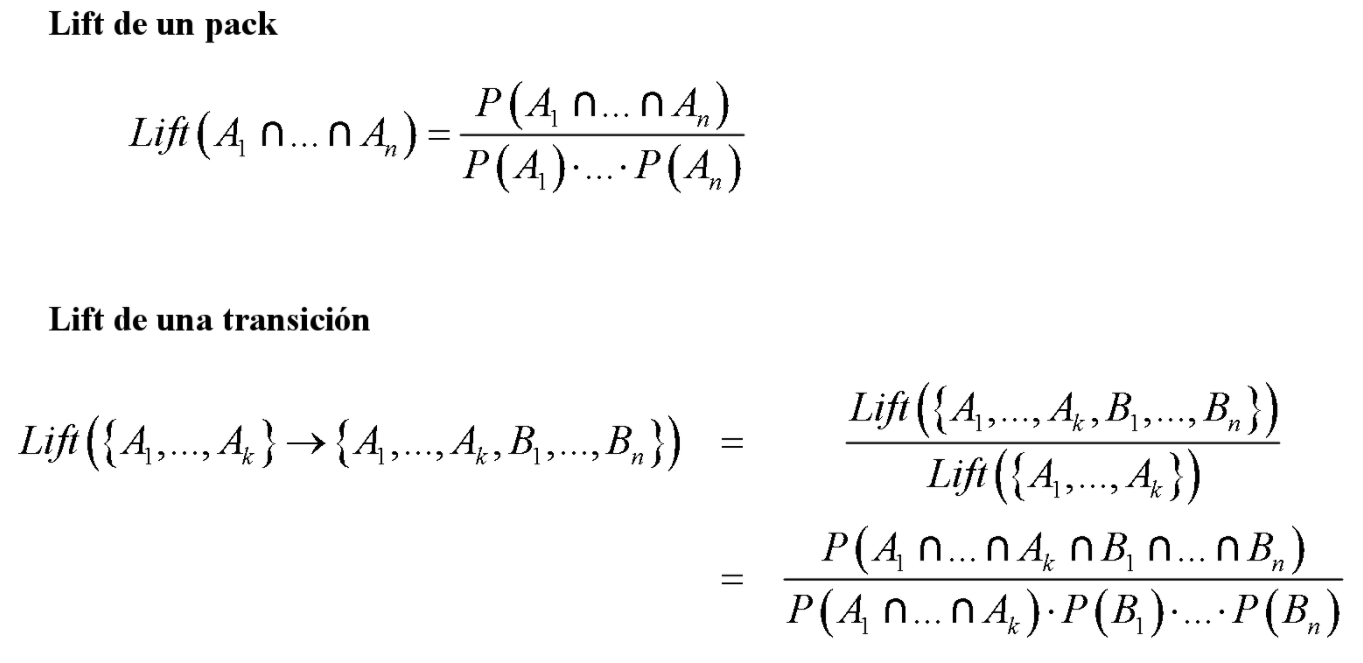 Lift de un pack
Lift(A₁ ∩...∩ Aₙ) = P(A₁ ∩...∩ Aₙ) / P(A₁)·...·P(Aₙ)
Lift de una transición
Lift({A₁,...,Aₖ}→{A₁,...,Aₖ,B₁,...,Bₙ}) = Lift({A₁,...,Aₖ,B₁,...,Bₙ}) / Lift({A₁,...,Aₖ})
= P(A₁ ∩...∩ Aₖ ∩ B₁ ∩...∩ Bₙ) / P(A₁ ∩...∩ Aₖ)·P(B₁)·...·P(Bₙ)